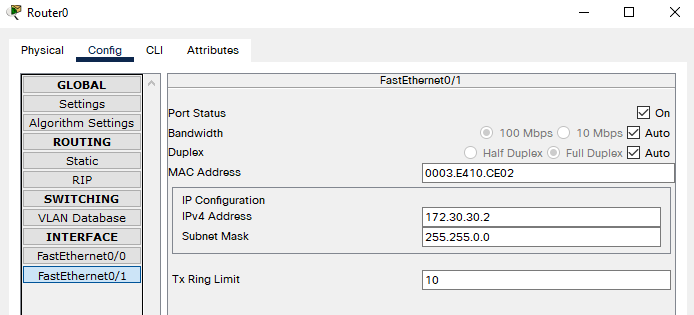 Router0
Physical Config CLI Attributes
GLOBAL
Settings
Algorithm Settings
ROUTING
Static
RIP
SWITCHING
VLAN Database
INTERFACE
FastEthernet0/0
FastEthernet0/1
FastEthernet0/1
Port Status On
Bandwidth 100 Mbps 10 Mbps Auto
Duplex Half Duplex Full Duplex Auto
MAC Address 0003.E410.CE02
IP Configuration
IPv4 Address 172.30.30.2
Subnet Mask 255.255.0.0
Tx Ring Limit 10